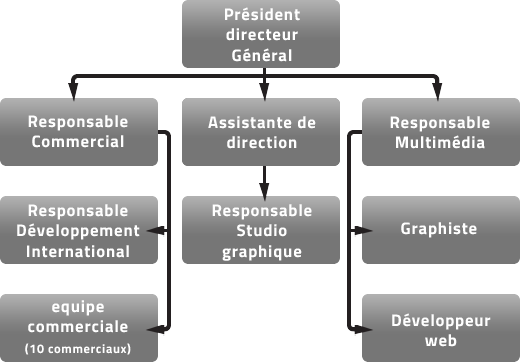 Président
directeur
Général
Responsable
Commercial
Assistante de
direction
Responsable
Multimédia
Responsable
Développement
International
Responsable
Studio
graphique
Graphiste
equipe
commerciale
(10 commerciaux)
Développeur
web